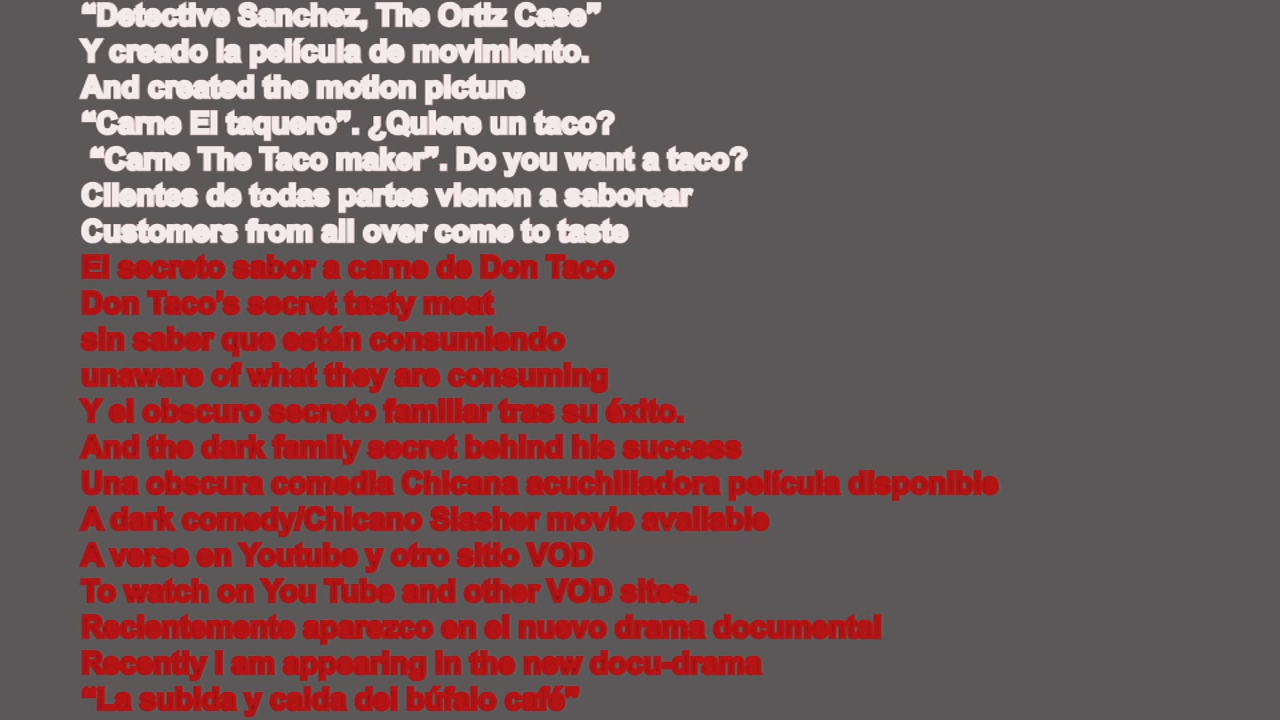 “Detective Sanchez, The Ortiz Case”
Y creado la película de movimiento.
And created the motion picture
“Carne El taquero”. ¿Quiere un taco?
“Carne The Taco maker”. Do you want a taco?
Clientes de todas partes vienen a saborear
Customers from all over come to taste
El secreto sabor a carne de Don Taco
Don Taco's secret tasty meat
sin saber que están consumiendo
unaware of what they are consuming
Y el obscuro secreto familiar tras su éxito.
And the dark family secret behind his success
Una obscura comedia Chicana acuchilladora película disponible
A dark comedy/Chicano Slasher movie available
A verse en Youtube y otro sitio VOD
To watch on You Tube and other VOD sites.
Recientemente aparezco en el nuevo drama documental
Recently I am appearing in the new docu-drama
“La subida y caida del búfalo café”